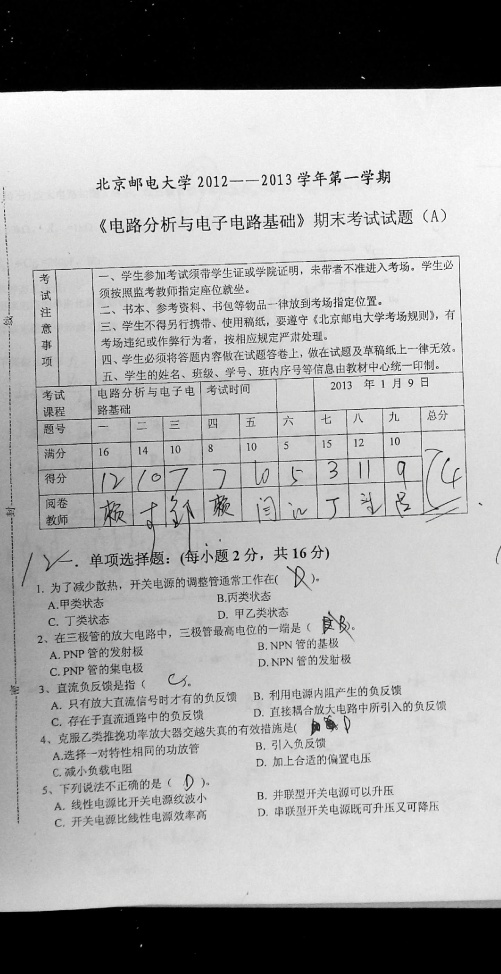 北京邮电大学2012——2013学年第一学期
《电路分析与电子电路基础》期末考试试题（A）
考试注意事项
一、学生参加考试须带学生证或学院证明，未带者不准进入考场。学生必
须按照监考教师指定座位就坐。
二、书本、参考资料、书包等物品一律放到考场指定位置。
三、学生不得另行携带、使用稿纸，要遵守《北京邮电大学考场规则》，有
考场违纪或作弊行为者，按相应规定严肃处理。
四、学生必须将答题内容做在试题答卷上，做在试题及草稿纸上一律无效。
五、学生的姓名、班级、学号、班内序号等信息由教材中心统一印制。
考试课程 电路分析与电子电路基础 考试时间 2013 年 1 月 9 日
题号 一 二 三 四 五 六 七 八 九 总分
满分 16 14 10 8 10 5 15 12 10
得分 12 10 7 7 10 5 3 11 9 74
阅卷教师
12
一．单项选择题：(每小题 2 分，共 16 分)
1. 为了减少散热，开关电源的调整管通常工作在( D )。
A.甲类状态 B.丙类状态
C. 丁类状态 D. 甲乙类状态
2、在三极管的放大电路中，三极管最高电位的一端是（ B ）。
A. PNP 管的发射极 B. NPN 管的基极
C. PNP 管的集电极 D. NPN 管的发射极
3、直流负反馈是指（ C ）。
A. 只有放大直流信号时才有的负反馈 B. 利用电源内阻产生的负反馈
C. 存在于直流通路中的负反馈 D. 直接耦合放大电路中所引入的负反馈
4、克服乙类推挽功率放大器交越失真的有效措施是( D
A.选择一对特性相同的功放管 B. 引入负反馈
C. 减小负载电阻 D. 加上合适的偏置电压
5、下列说法不正确的是（ D ）。
A. 线性电源比开关电源纹波小 B. 并联型开关电源可以升压
C. 开关电源比线性电源效率高 D. 串联型开关电源既可升压又可降压